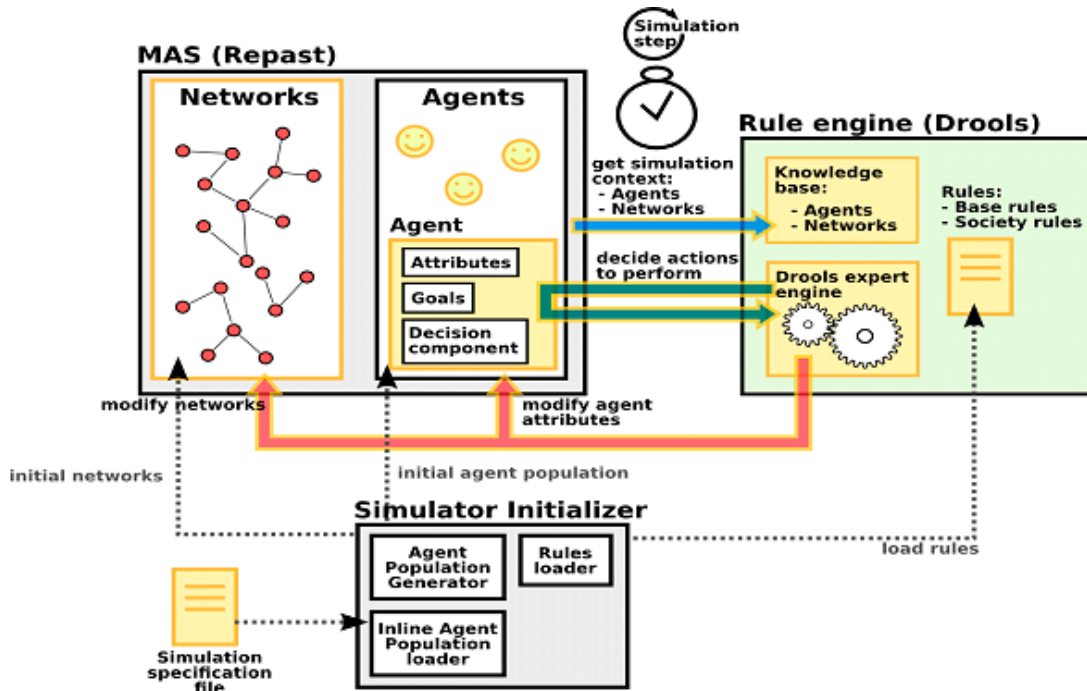 Simulation
step
MAS (Repast)
Networks
Agents
Agent
Attributes
Goals
Decision
component
get simulation
context:
- Agents
- Networks
decide actions
to perform
Rule engine (Drools)
Knowledge
base:
- Agents
- Networks
Rules:
- Base rules
- Society rules
Drools expert
engine
modify networks
modify agent
attributes
initial networks
initial agent population
load rules
Simulator Initializer
Agent
Population
Generator
Rules
loader
Inline Agent
Population
loader
Simulation
specification
file